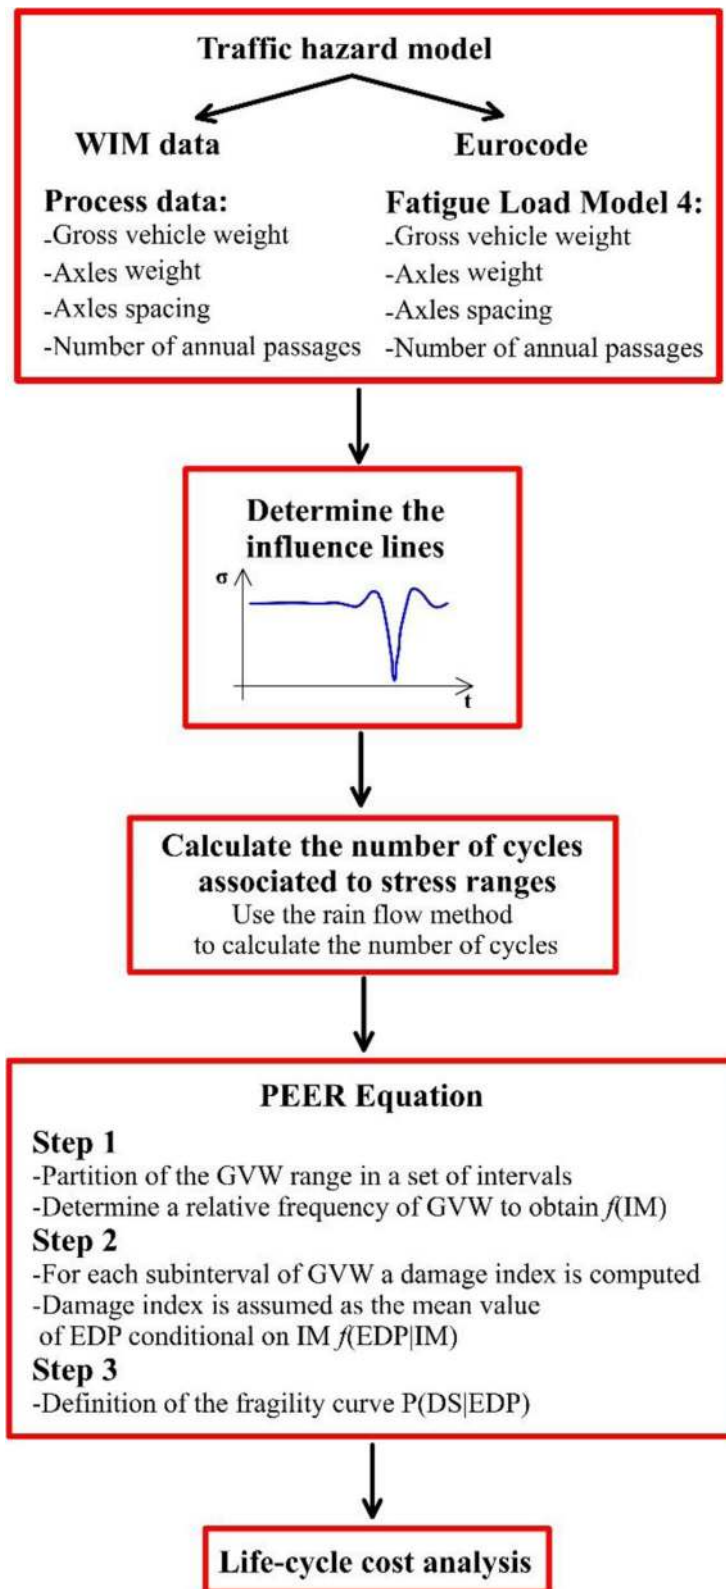 Traffic hazard model
WIM data
Process data:
-Gross vehicle weight
-Axles weight
-Axles spacing
-Number of annual passages
Eurocode
Fatigue Load Model 4:
-Gross vehicle weight
-Axles weight
-Axles spacing
-Number of annual passages
Determine the
influence lines
σ
t
Calculate the number of cycles
associated to stress ranges
Use the rain flow method
to calculate the number of cycles
PEER Equation
Step 1
-Partition of the GVW range in a set of intervals
-Determine a relative frequency of GVW to obtain f(IM)
Step 2
-For each subinterval of GVW a damage index is computed
-Damage index is assumed as the mean value
of EDP conditional on IM f(EDP|IM)
Step 3
-Definition of the fragility curve P(DS|EDP)
Life-cycle cost analysis